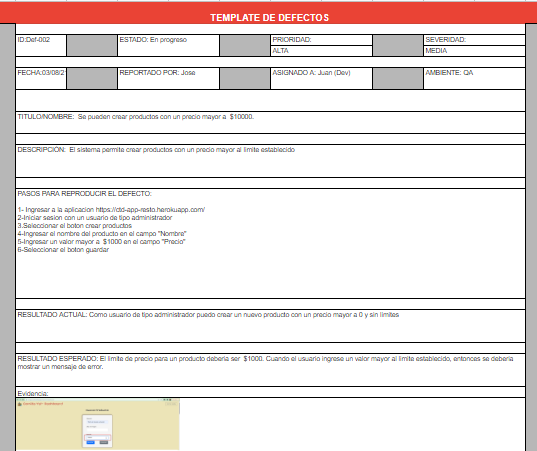 TEMPLATE DE DEFECTOS
ID:Def-002 ESTADO: En progreso PRIORIDAD: SEVERIDAD:
ALTA MEDIA
FECHA:03/08/2 REPORTADO POR: Jose ASIGNADO A: Juan (Dev) AMBIENTE: QA
TITULO/NOMBRE: Se pueden crear productos con un precio mayor a $10000.
DESCRIPCIÓN: El sistema permite crear productos con un precio mayor al limite establecido
PASOS PARA REPRODUCIR EL DEFECTO:
1- Ingresar a la aplicacion https://ctd-app-resto.herokuapp.com/
2-Iniciar sesion con un usuario de tipo administrador
3.Seleccionar el boton crear productos
4-Ingresar el nombre del producto en el campo "Nombre"
5-Ingresar un valor mayor a $1000 en el campo "Precio"
6-Seleccionar el boton guardar
RESULTADO ACTUAL: Como usuario de tipo administrador puedo crear un nuevo producto con un precio mayor a 0 y sin limites
RESULTADO ESPERADO: El limite de precio para un producto deberia ser $1000. Cuando el usuario ingrese un valor mayor al limite establecido, entonces se deberia
mostrar un mensaje de error.
Evidencia: